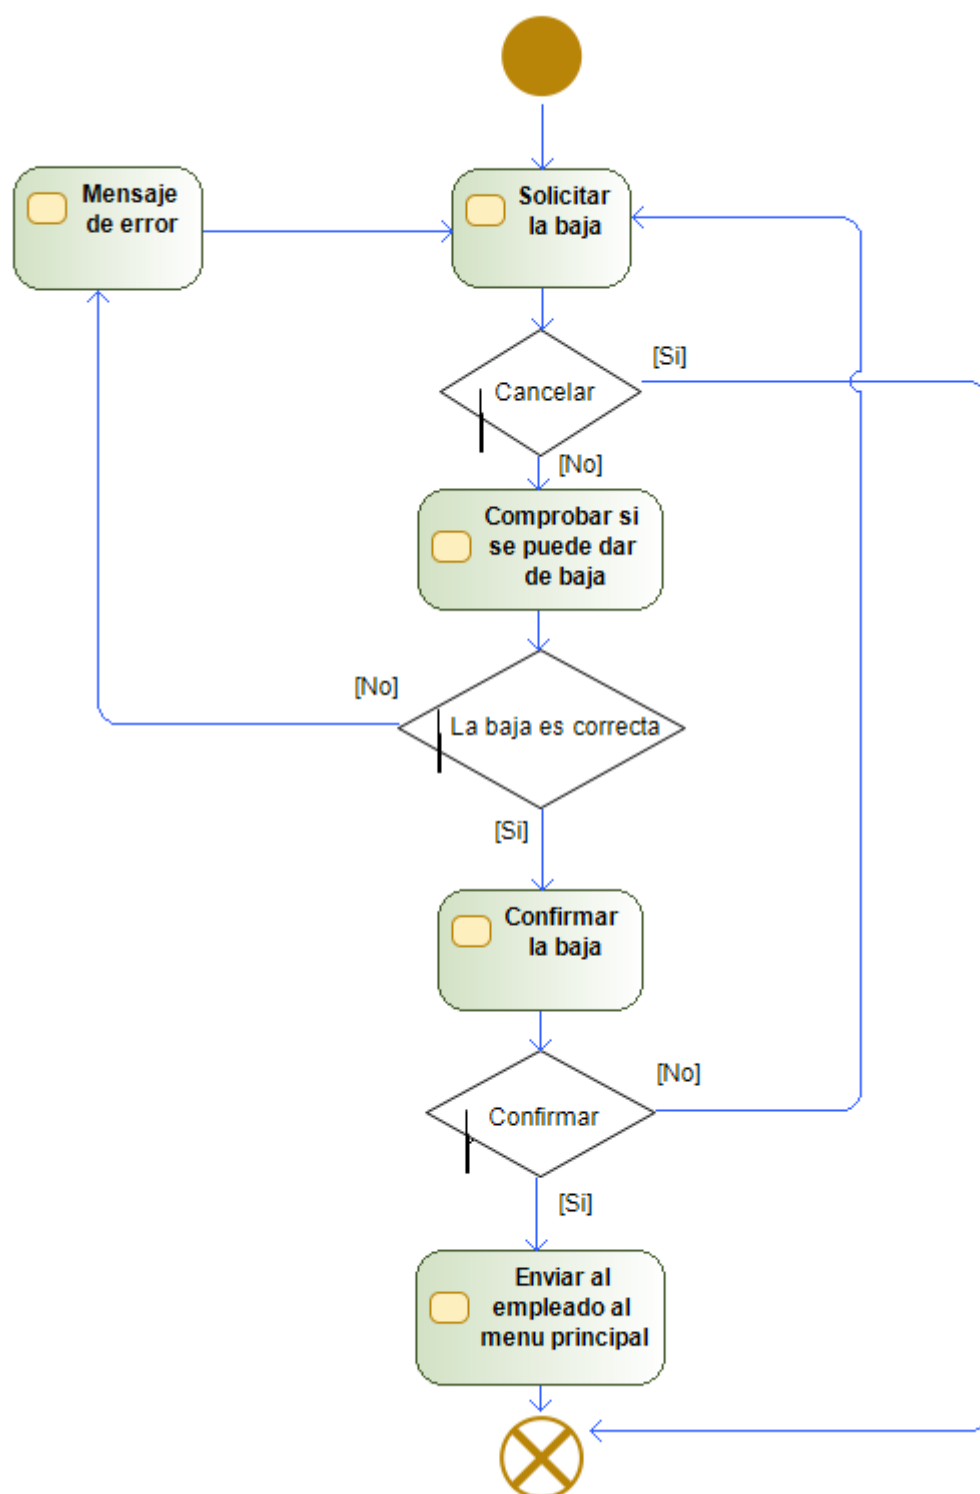 Mensaje
de error
Solicitar
la baja
[Si]
Cancelar
[No]
Comprobar si
se puede dar
de baja
[No]
La baja es correcta
[Si]
Confirmar
la baja
[No]
Confirmar
[Si]
Enviar al
empleado al
menu principal